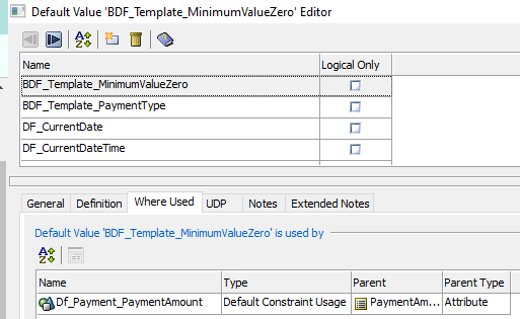 Default Value 'BDF_Template_MinimumValueZero' Editor
Name Logical Only
BDF_Template_MinimumValueZero
BDF_Template_PaymentType
DF_CurrentDate
DF_CurrentDateTime
General Definition Where Used UDP Notes Extended Notes
Default Value 'BDF_Template_MinimumValueZero' is used by
Name Type Parent Parent Type
Df_Payment_PaymentAmount Default Constraint Usage PaymentAm... Attribute